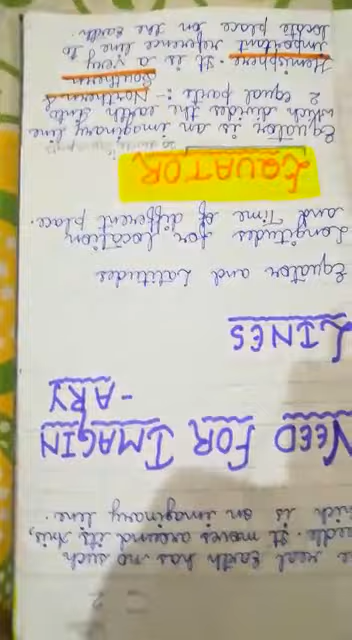 e real Earth has no such
eedle. It moves around its axis,
hich is an imaginary line.
NEED FOR IMAGIN
-ARY
LINES
Equator and Latitudes
Longitudes for location
and Time of different place.
EQUATOR
Equator is an imaginary line
which divides the earth into
2 equal parts :- Northern &
Southern
Hemisphere. It is a very
important reference line to
locate place on the Earth.